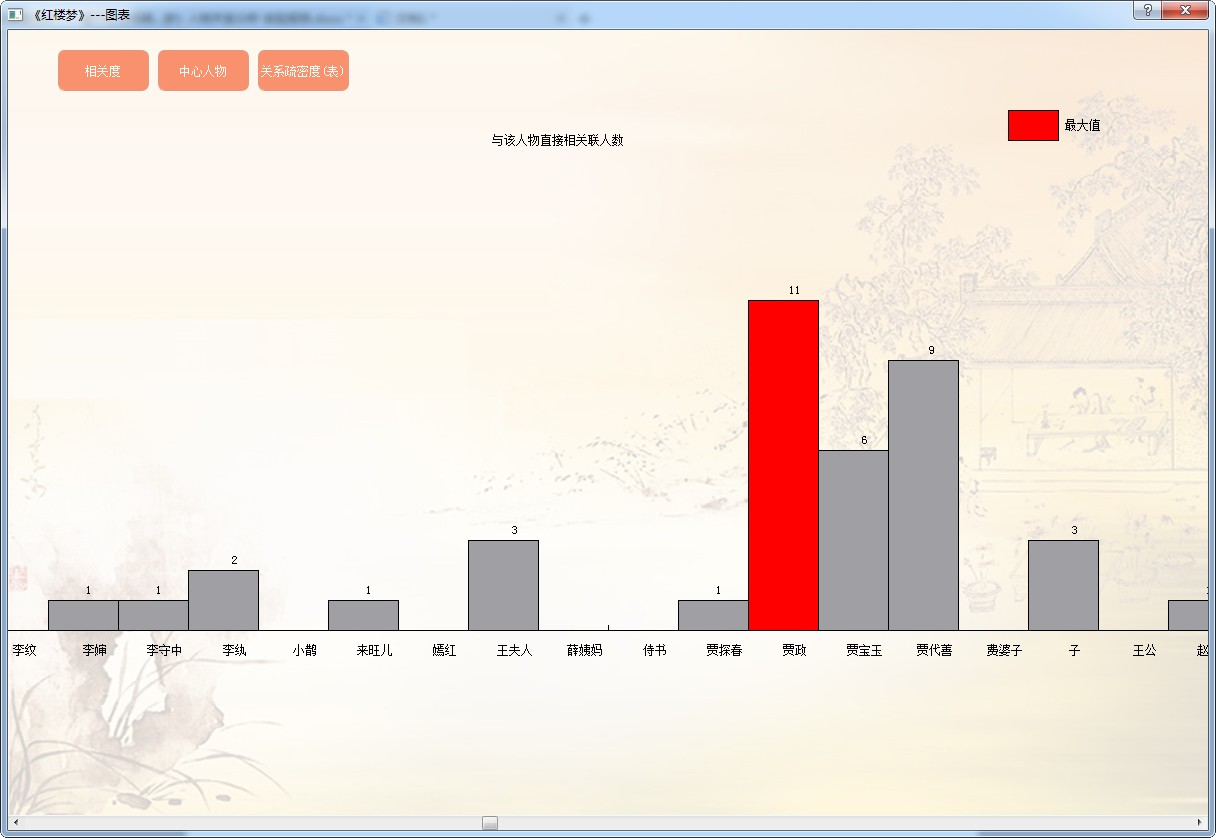 《红楼梦》---图表
相关度 中心人物 关系疏密度(表)
最大值
与该人物直接相关联人数
11
9
6
3 3
2
1 1 1 1
李纹 李婶 李守中 李纨 小鹊 来旺儿 嫣红 王夫人 薛姨妈 侍书 贾探春 贾政 贾宝玉 贾代善 费婆子 子 王公 赵